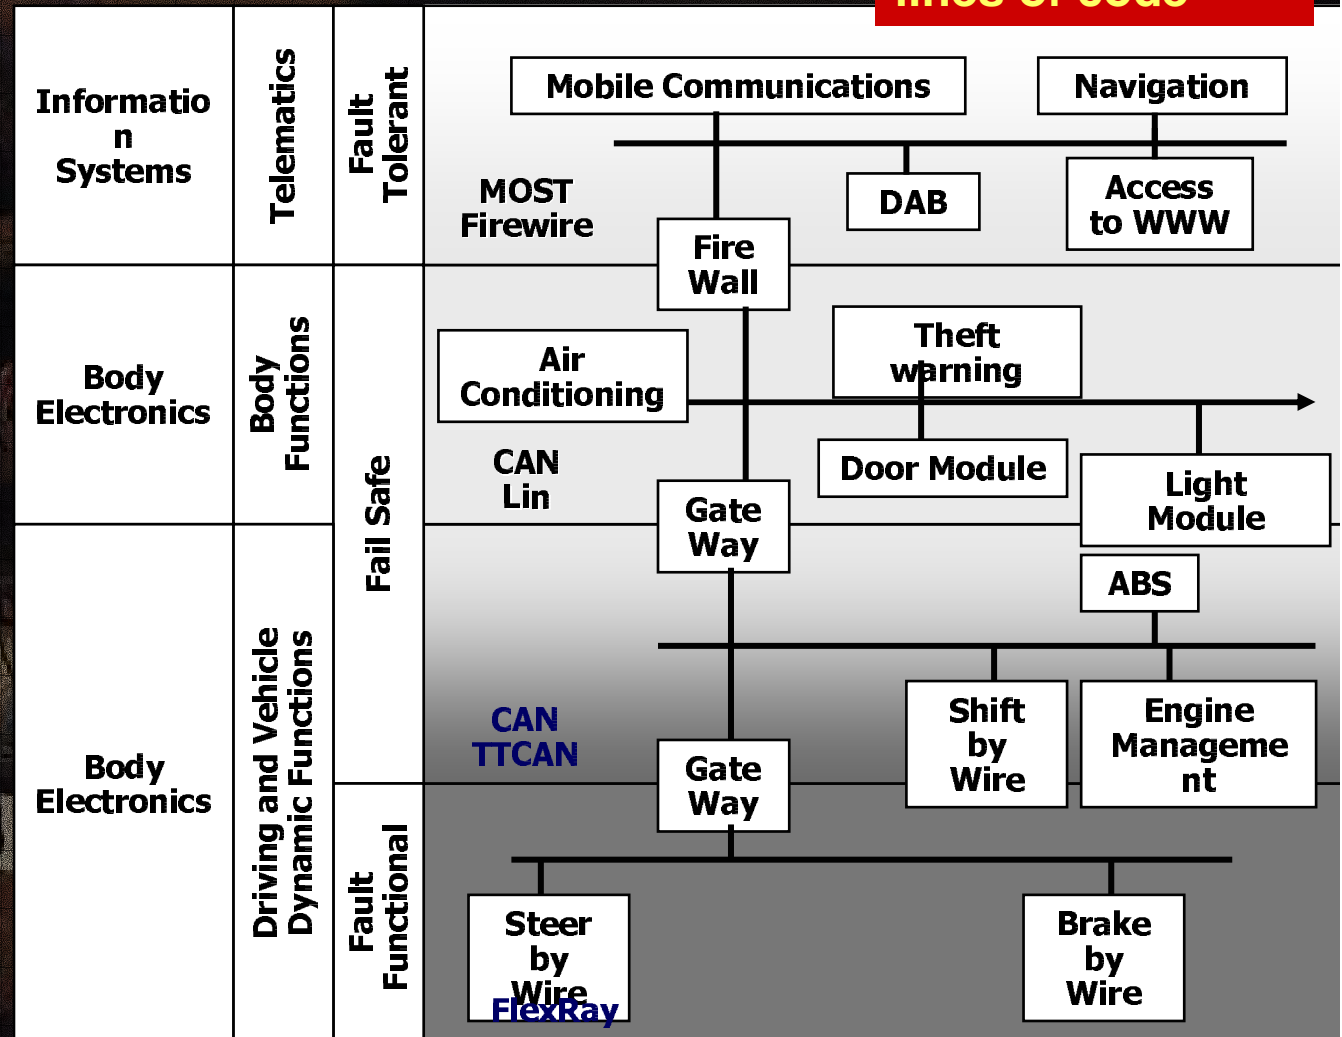 lines of code
Informatio
n
Systems
Telematics
Fault
Tolerant
Mobile Communications
Navigation
MOST
Firewire
DAB
Access
to WWW
Fire
Wall
Body
Electronics
Body
Functions
Fail Safe
Air
Conditioning
Theft
warning
CAN
Lin
Door Module
Light
Module
Gate
Way
ABS
Body
Electronics
Driving and Vehicle
Dynamic Functions
CAN
TTCAN
Shift
by
Wire
Engine
Manageme
nt
Gate
Way
Fault
Functional
Steer
by
Wire
FlexRay
Brake
by
Wire